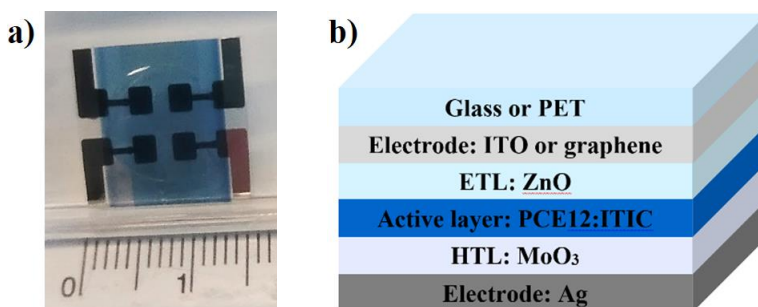 a)
b)
Glass or PET
Electrode: ITO or graphene
ETL: ZnO
Active layer: PCE12:ITIC
HTL: MoO₃
Electrode: Ag
0 1